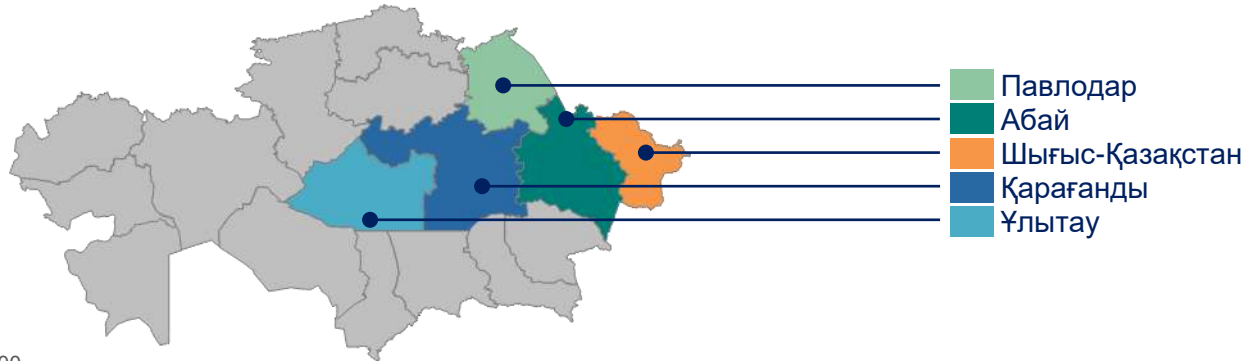 Павлодар
Абай
Шығыс-Қазақстан
Қарағанды
Ұлытау